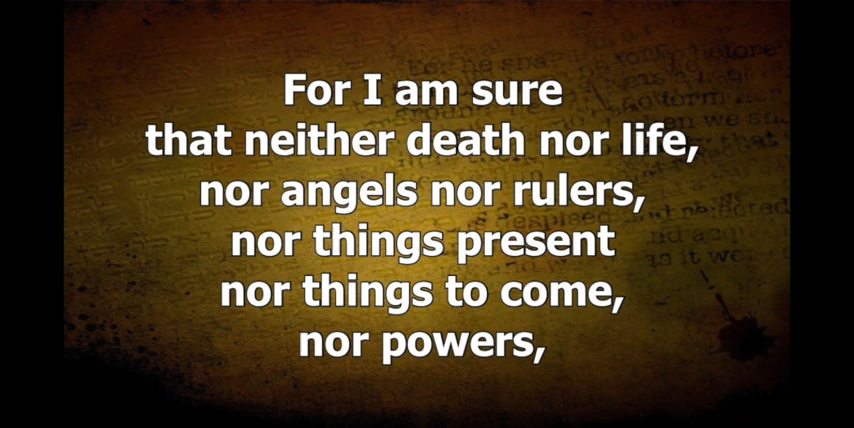 For I am sure
that neither death nor life,
nor angels nor rulers,
nor things present
nor things to come,
nor powers,